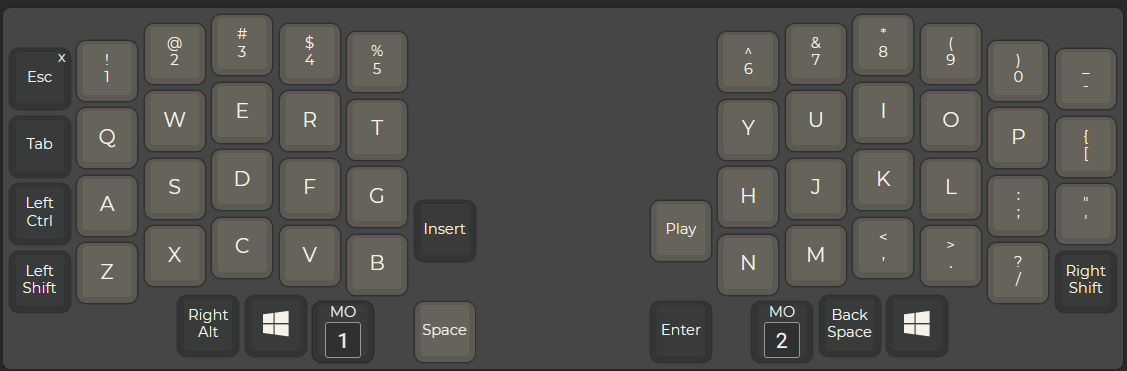 x
Esc
!
1
@
2
#
3
$
4
%
5
^
6
&
7
*
8
(
9
)
0
_
-
Tab
Q
W
E
R
T
Y
U
I
O
P
{
[
Left
Ctrl
A
S
D
F
G
Insert
Play
H
J
K
L
:
;
"
'
Left
Shift
Z
X
C
V
B
N
M
<
,
>
.
?
/
Right
Shift
Right
Alt
MO
1
Space
Enter
MO
2
Back
Space